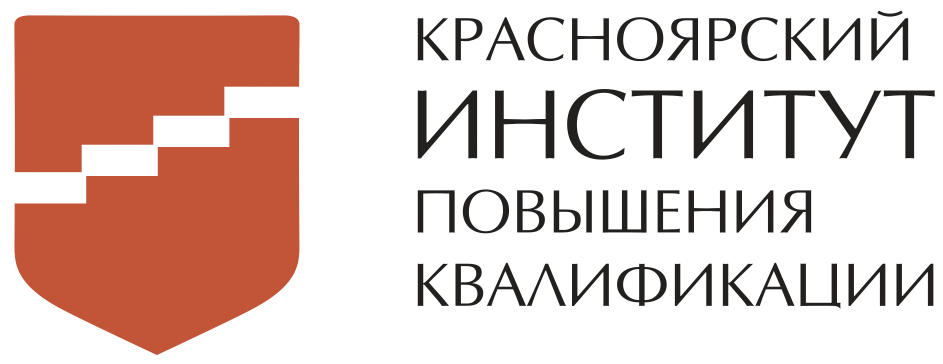 КРАСНОЯРСКИЙ
ИНСТИТУТ
ПОВЫШЕНИЯ
КВАЛИФИКАЦИИ